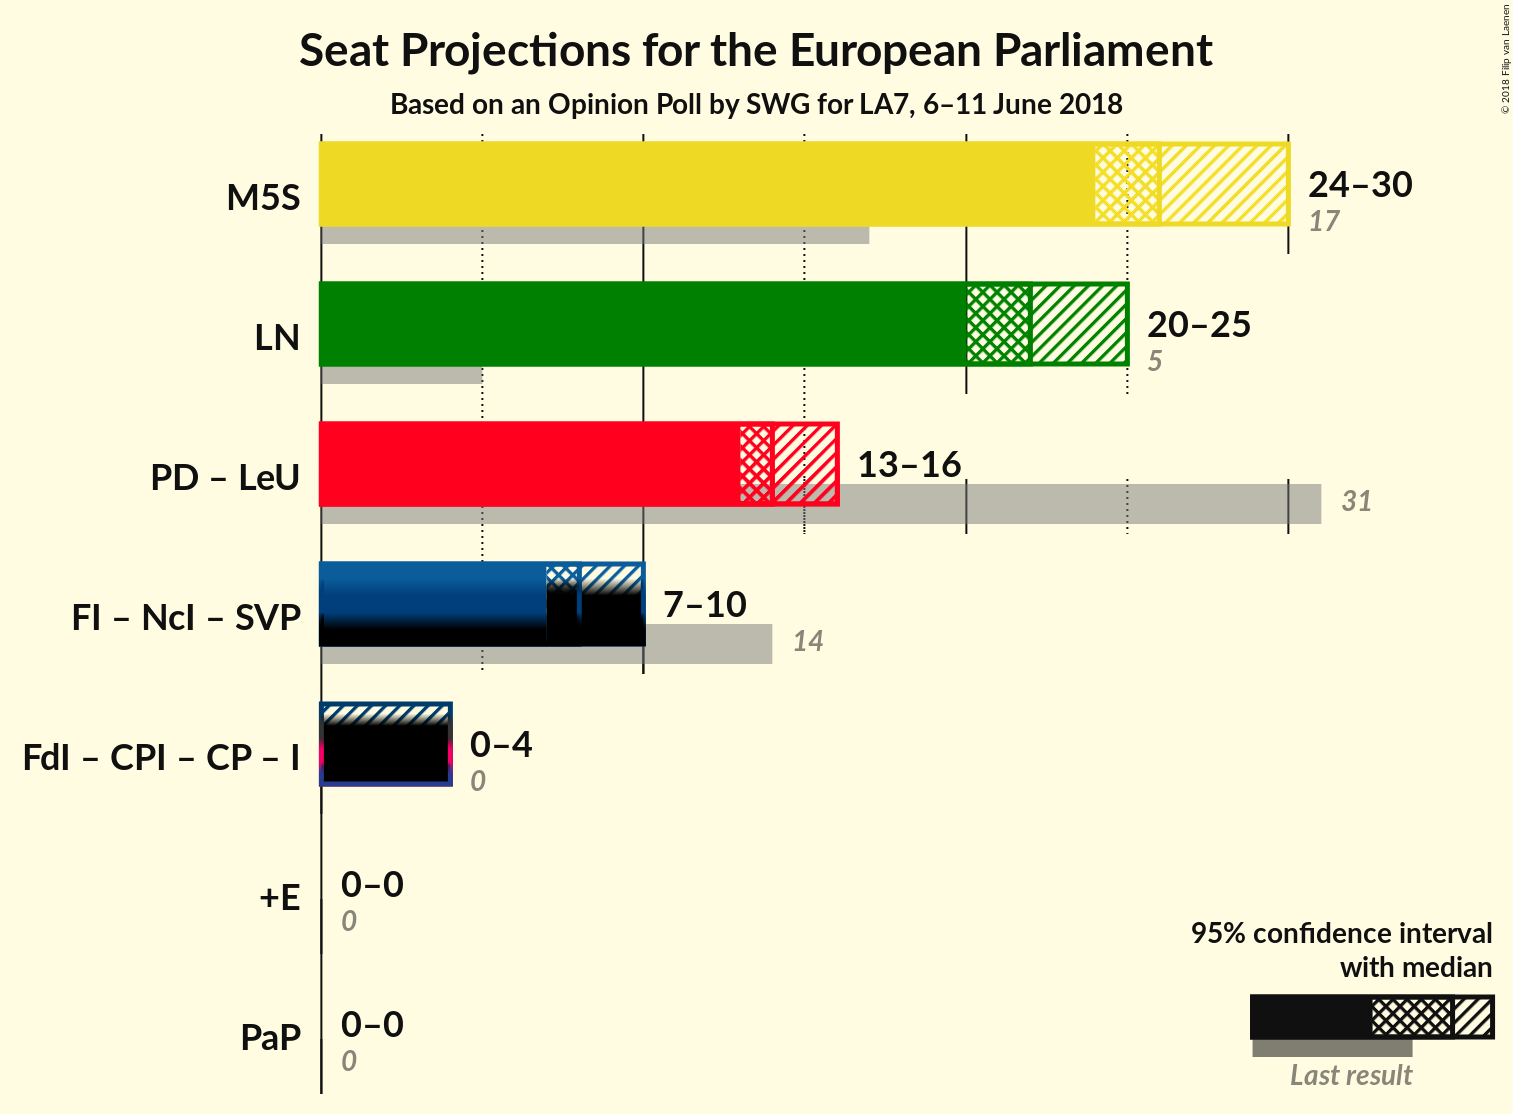 Seat Projections for the European Parliament
Based on an Opinion Poll by SWG for LA7, 6–11 June 2018
© 2018 Filip van Laenen
M5S
24–30
17
LN
20–25
5
PD – LeU
13–16
31
FI – NcI – SVP
7–10
14
FdI – CPI – CP – I
0–4
0
+E
0–0
0
PaP
0–0
0
95% confidence interval
with median
Last result